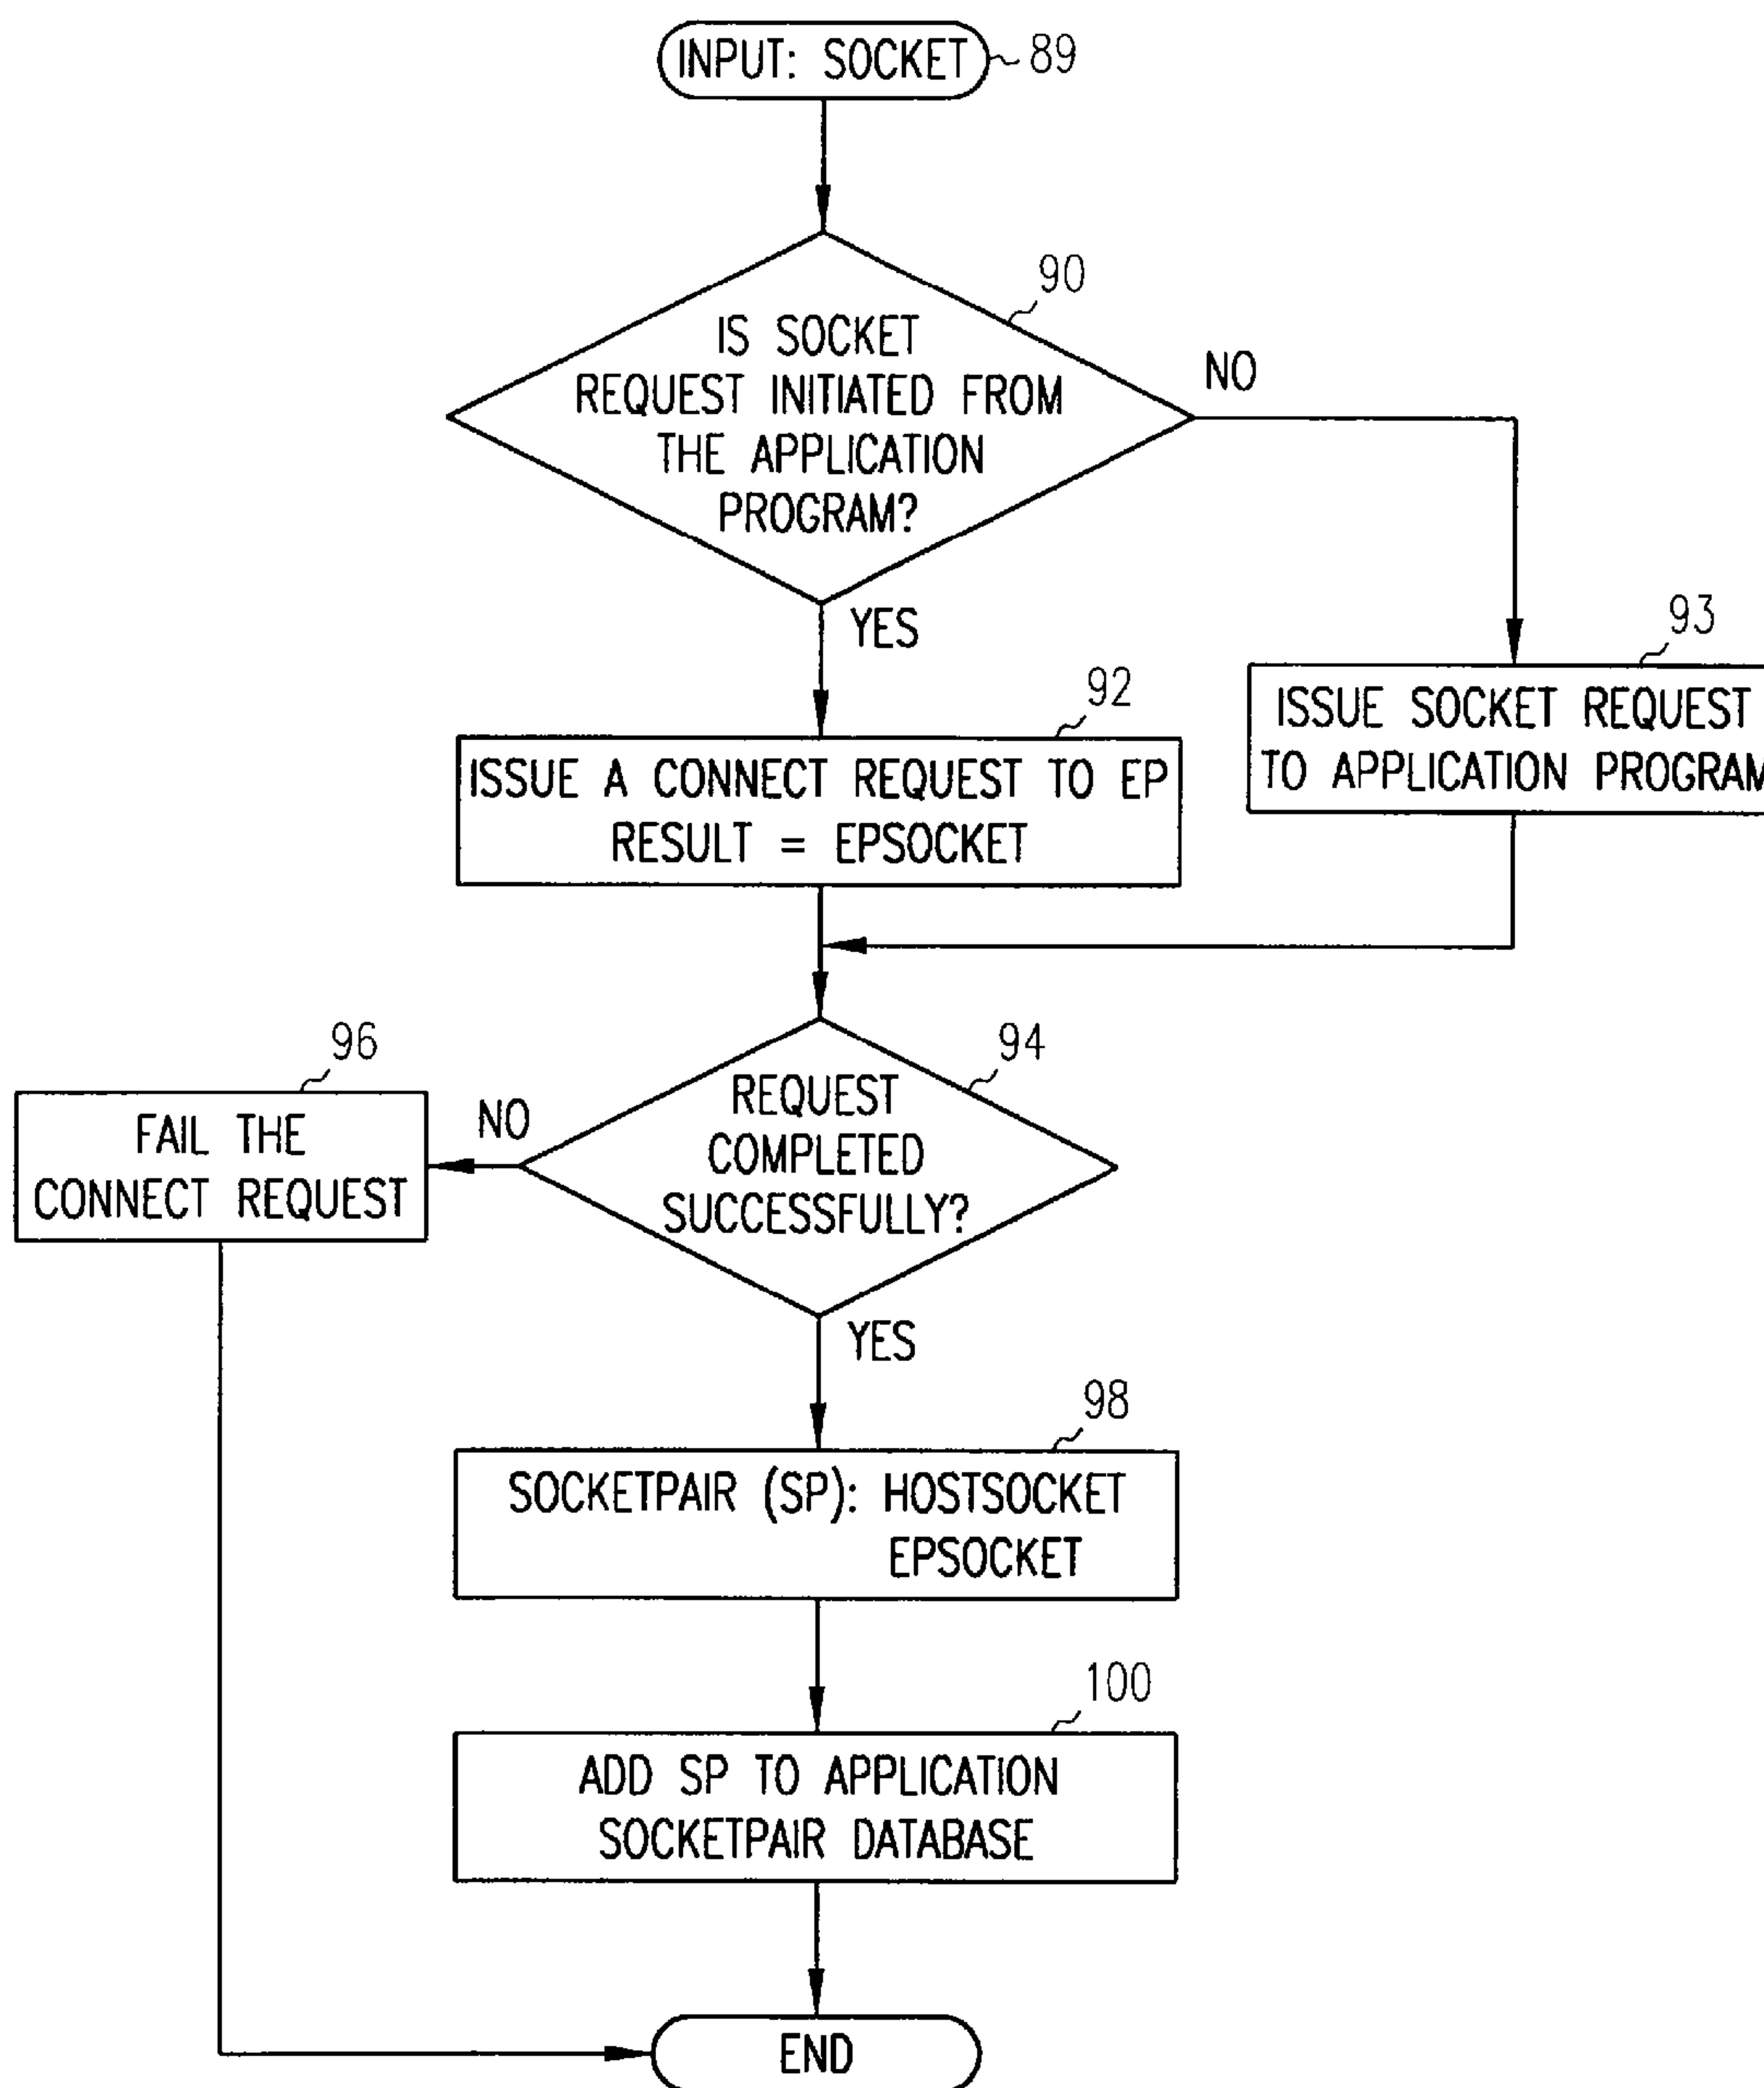 INPUT: SOCKET
89
90
IS SOCKET
REQUEST INITIATED FROM
THE APPLICATION
PROGRAM?
NO
YES
93
ISSUE SOCKET REQUEST
TO APPLICATION PROGRAM
92
ISSUE A CONNECT REQUEST TO EP
RESULT = EPSOCKET
94
REQUEST
COMPLETED
SUCCESSFULLY?
NO
96
FAIL THE
CONNECT REQUEST
YES
98
SOCKETPAIR (SP): HOSTSOCKET
EPSOCKET
100
ADD SP TO APPLICATION
SOCKETPAIR DATABASE
END